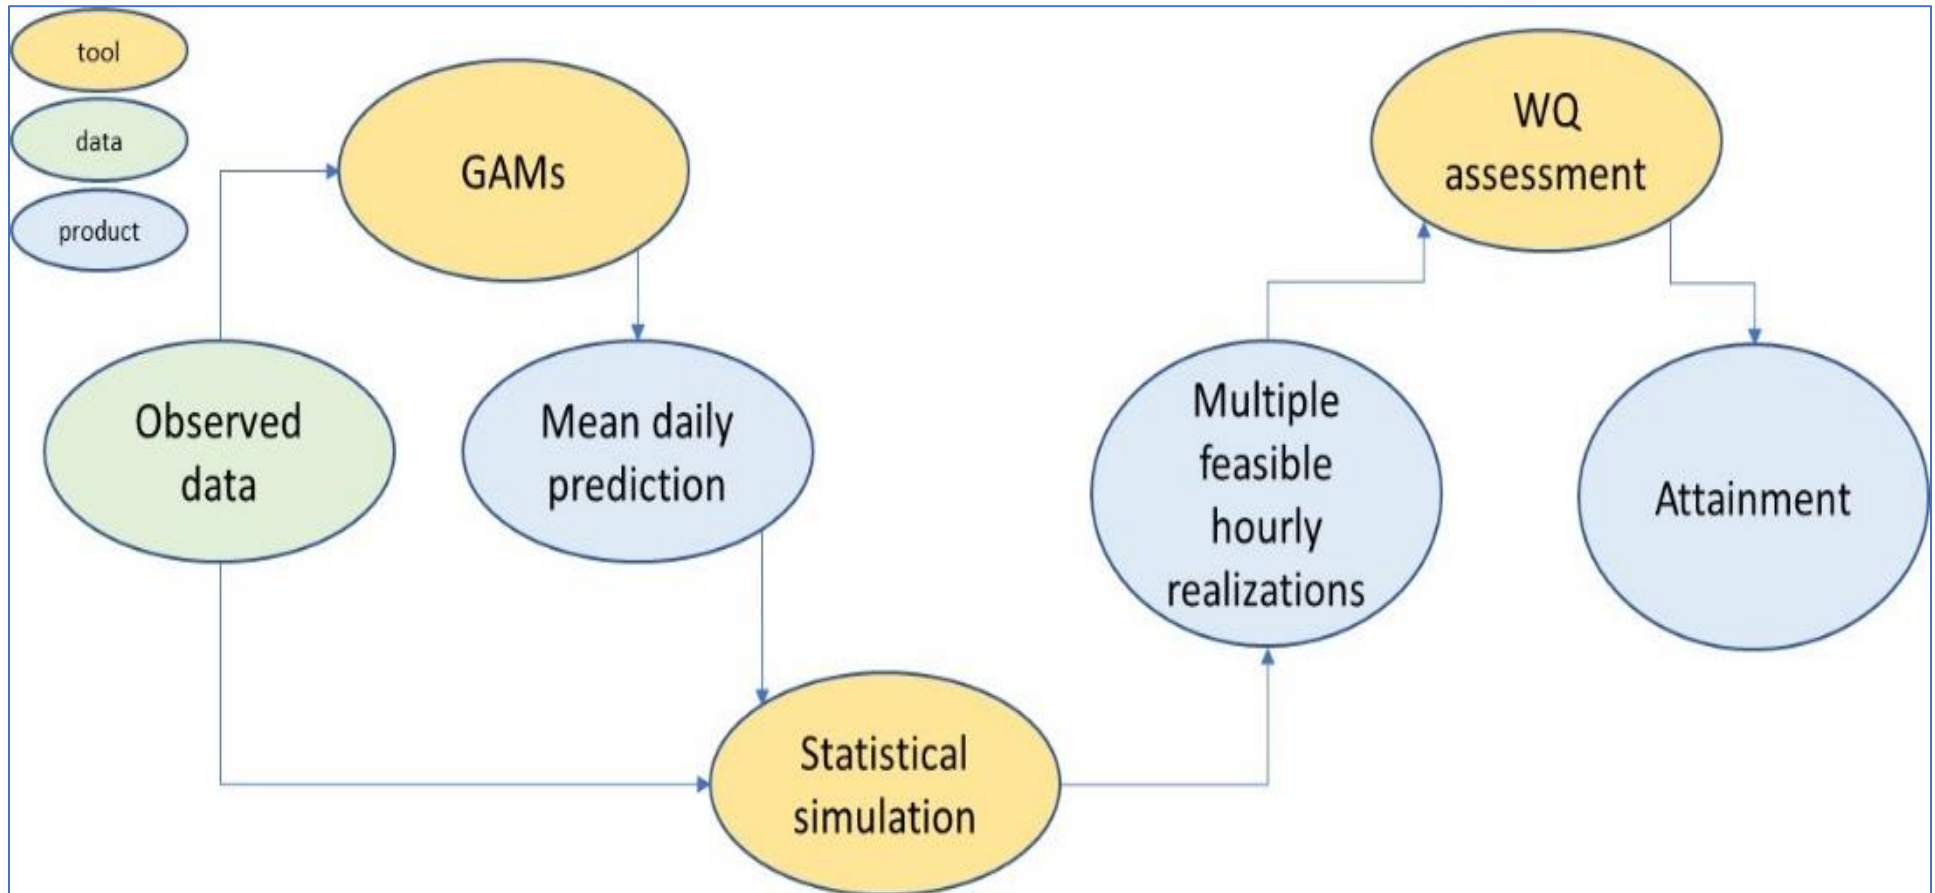 tool
data
product
GAMs
WQ
assessment
Observed
data
Mean daily
prediction
Multiple
feasible
hourly
realizations
Attainment
Statistical
simulation